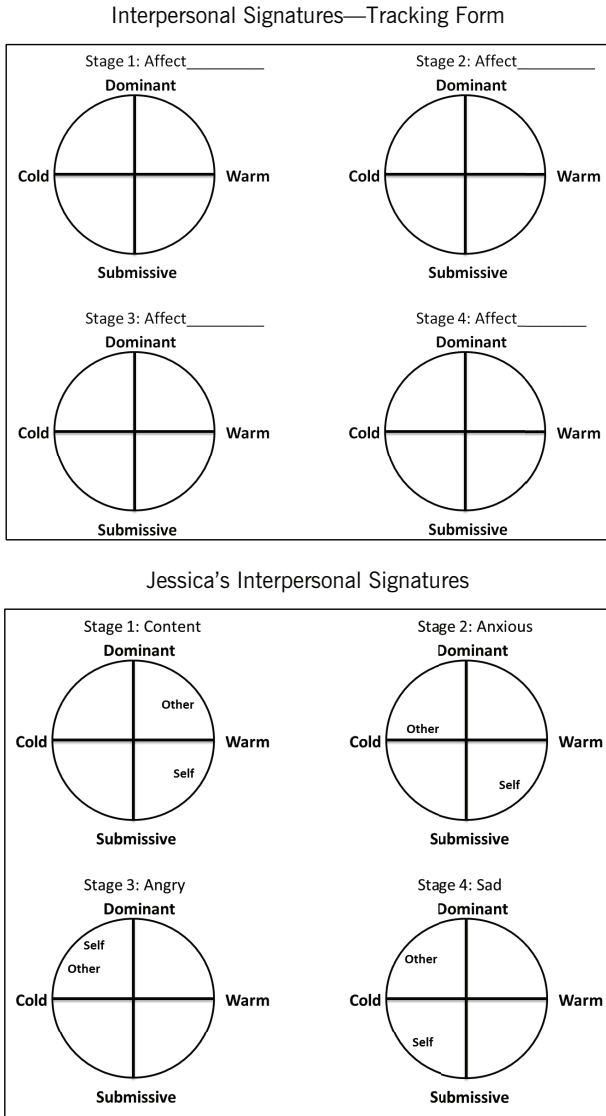 Interpersonal Signatures—Tracking Form
Stage 1: Affect_________
Dominant
Cold
Warm
Submissive
Stage 2: Affect_________
Dominant
Cold
Warm
Submissive
Stage 3: Affect_________
Dominant
Cold
Warm
Submissive
Stage 4: Affect________
Dominant
Cold
Warm
Submissive
Jessica's Interpersonal Signatures
Stage 1: Content
Dominant
Other
Cold
Warm
Self
Submissive
Stage 2: Anxious
Dominant
Other
Cold
Warm
Self
Submissive
Stage 3: Angry
Dominant
Self
Other
Cold
Warm
Submissive
Stage 4: Sad
Dominant
Other
Cold
Warm
Self
Submissive